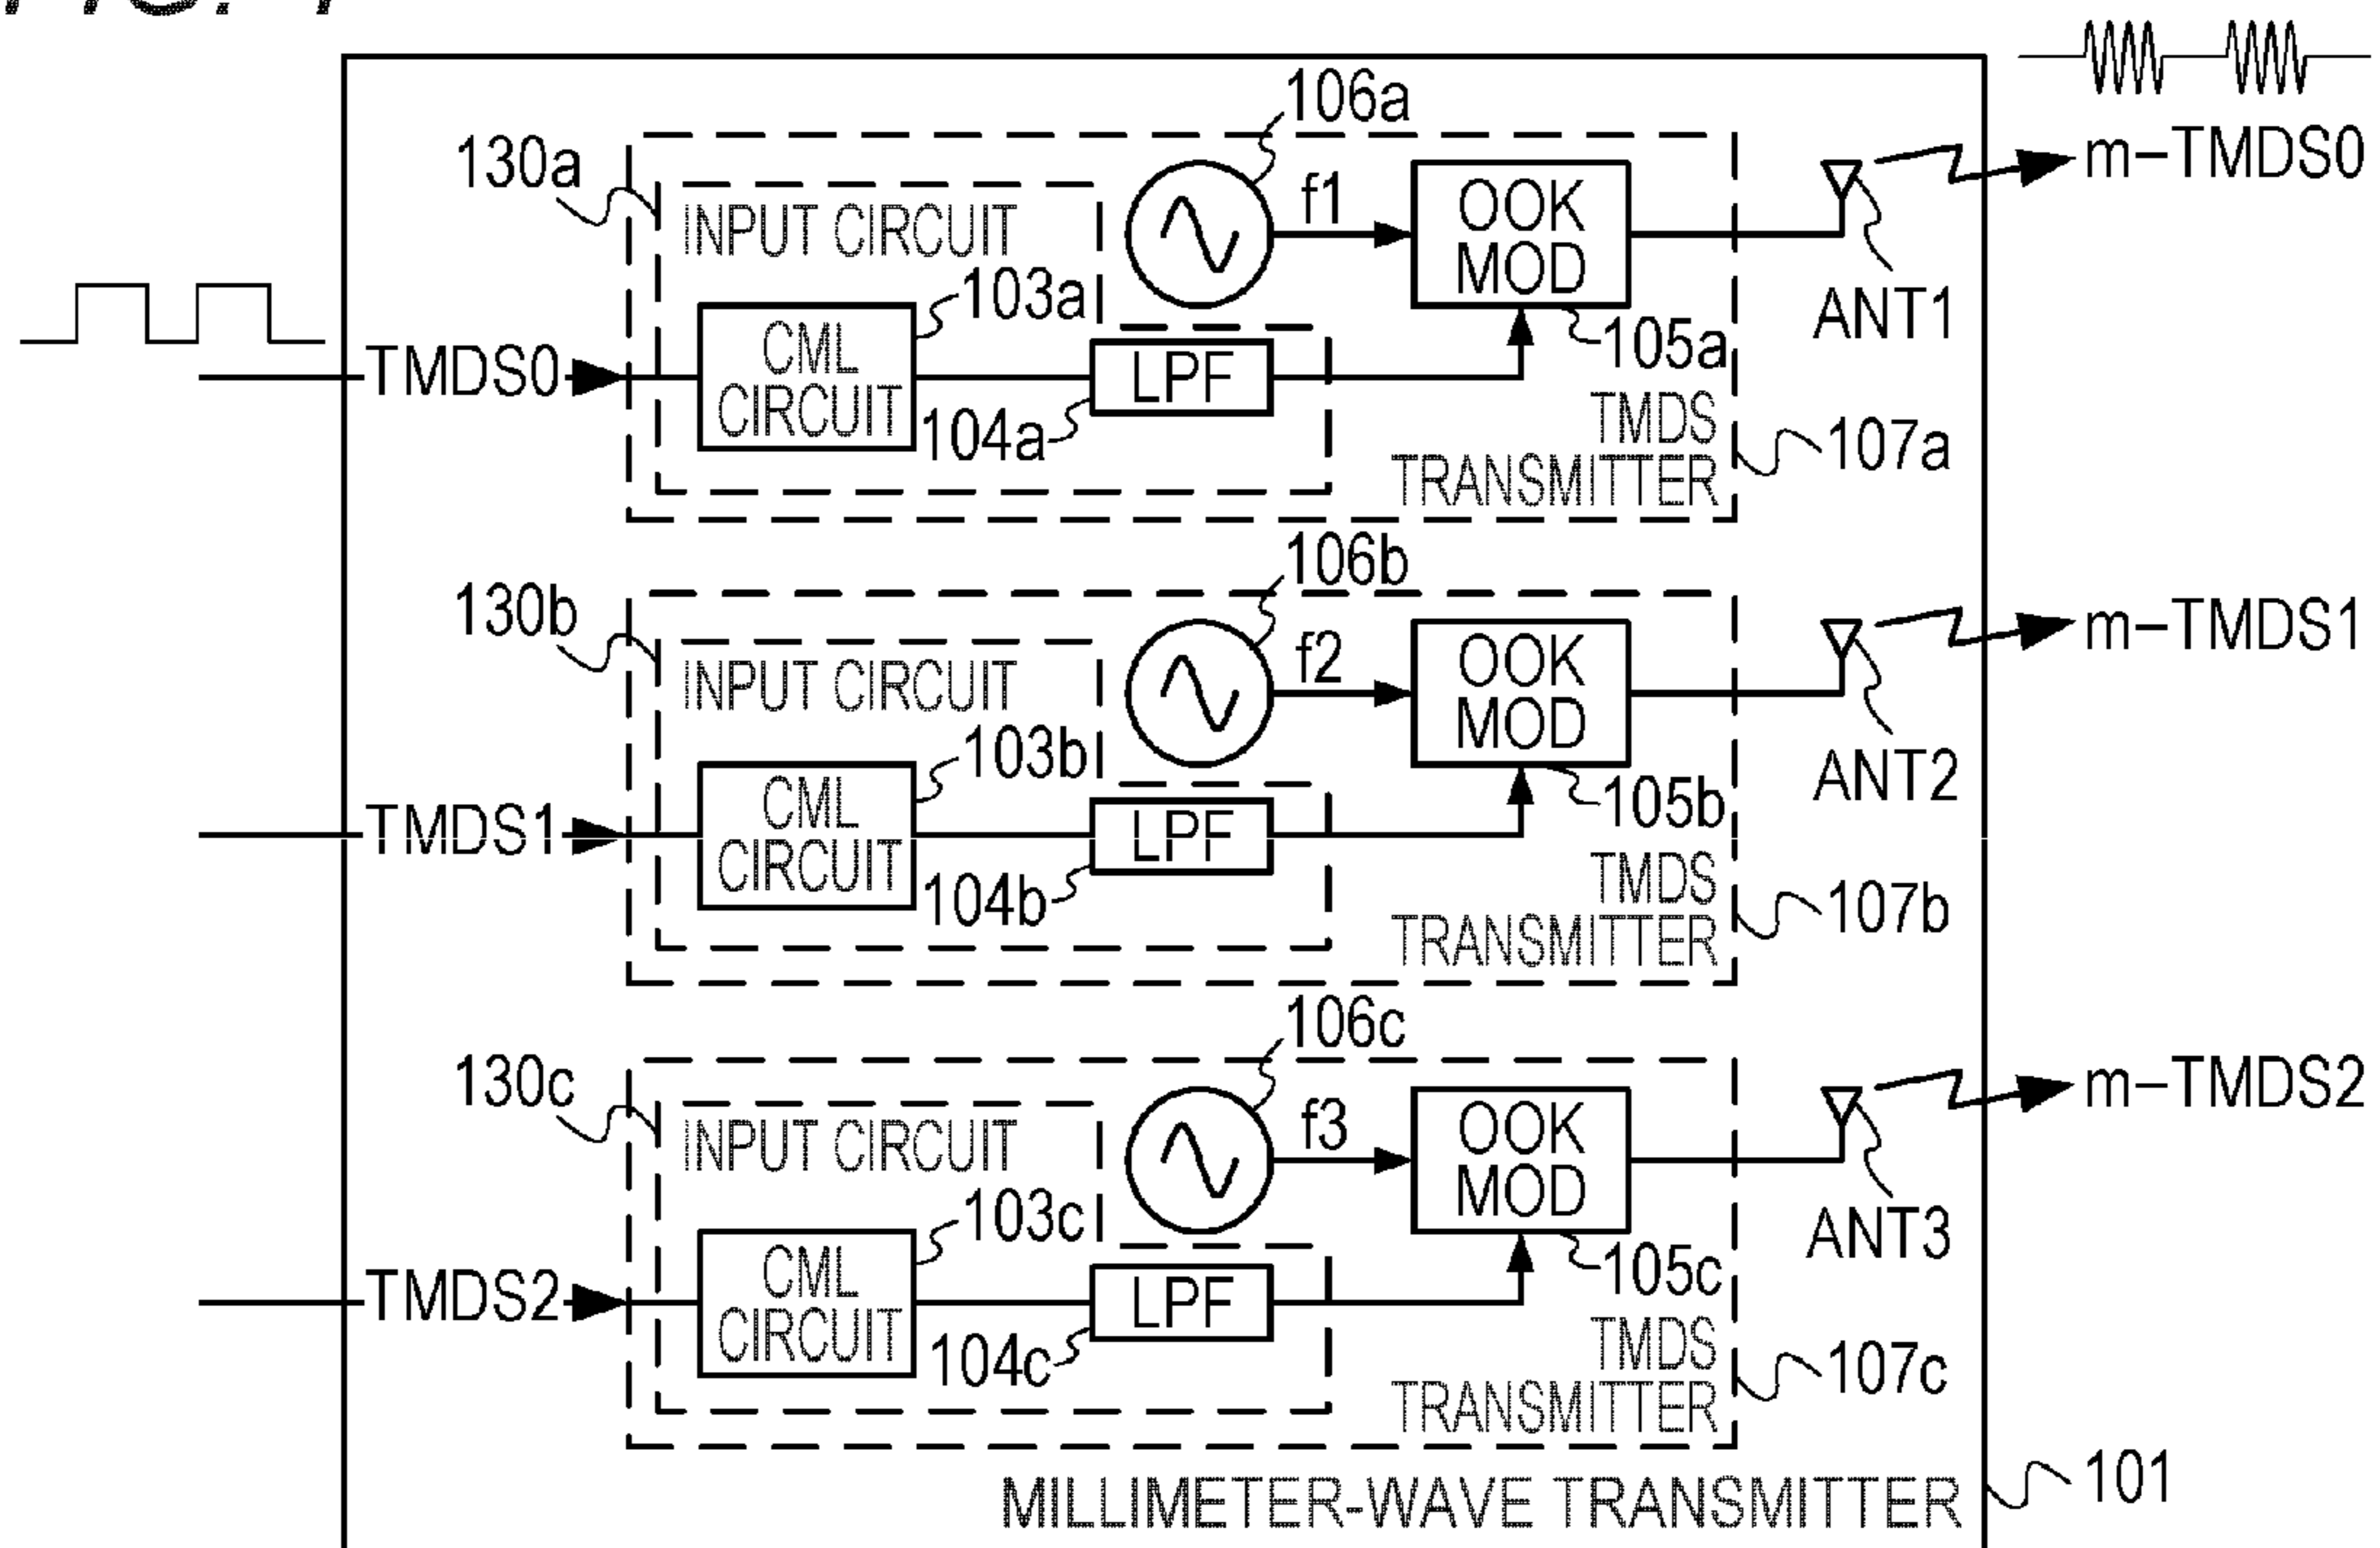 106a
m-TMDS0
130a
INPUT CIRCUIT
f1
OOK
MOD
103a
ANT1
TMDS0
CML
CIRCUIT
LPF
105a
104a
TMDS
TRANSMITTER
107a
106b
130b
m-TMDS1
INPUT CIRCUIT
f2
OOK
MOD
103b
ANT2
TMDS1
CML
CIRCUIT
LPF
105b
104b
TMDS
TRANSMITTER
107b
106c
130c
m-TMDS2
INPUT CIRCUIT
f3
OOK
MOD
103c
ANT3
TMDS2
CML
CIRCUIT
LPF
105c
104c
TMDS
TRANSMITTER
107c
MILLIMETER-WAVE TRANSMITTER
101